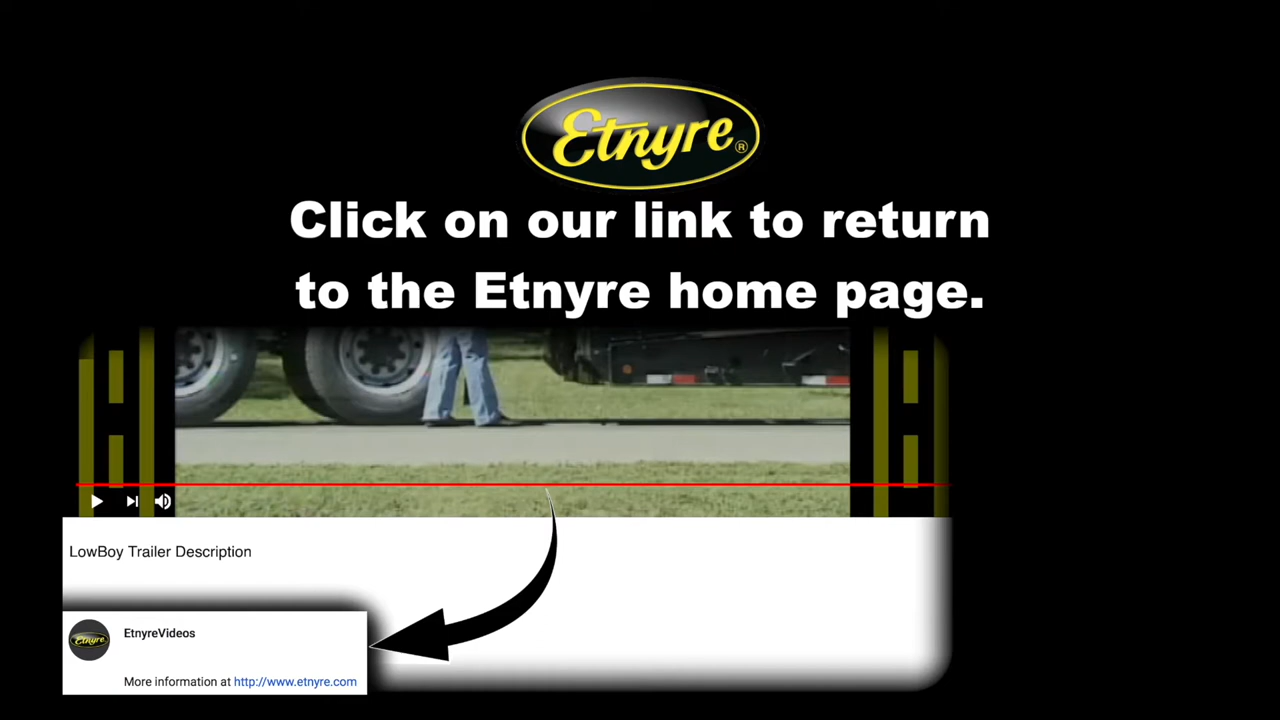 Etnyre®
Click on our link to return
to the Etnyre home page.
LowBoy Trailer Description
Etnyre
EtnyreVideos
More information at http://www.etnyre.com